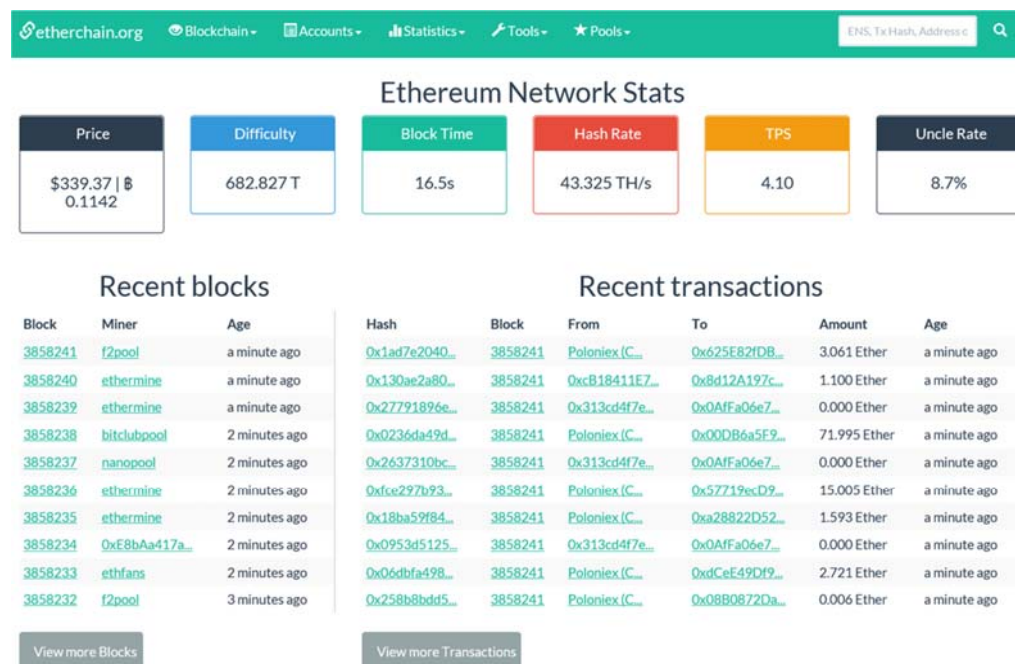 etherchain.org Blockchain Accounts Statistics Tools Pools ENS, Tx Hash, Address c
Ethereum Network Stats
Price Difficulty Block Time Hash Rate TPS Uncle Rate
$339.37 | ฿ 0.1142 682.827 T 16.5s 43.325 TH/s 4.10 8.7%
Recent blocks Recent transactions
Block Miner Age Hash Block From To Amount Age
3858241 f2pool a minute ago 0x1ad7e2040... 3858241 Poloniex (C... 0x625E82fDB... 3.061 Ether a minute ago
3858240 ethermine a minute ago 0x130ae2a80... 3858241 0xcB18411E7... 0x8d12A197c... 1.100 Ether a minute ago
3858239 ethermine a minute ago 0x27791896e... 3858241 0x313cd4f7e... 0x0AfFa06e7... 0.000 Ether a minute ago
3858238 bitclubpool 2 minutes ago 0x0236da49d... 3858241 Poloniex (C... 0x00DB6a5F9... 71.995 Ether a minute ago
3858237 nanopool 2 minutes ago 0x2637310bc... 3858241 0x313cd4f7e... 0x0AfFa06e7... 0.000 Ether a minute ago
3858236 ethermine 2 minutes ago 0xfce297b93... 3858241 Poloniex (C... 0x57719ecD9... 15.005 Ether a minute ago
3858235 ethermine 2 minutes ago 0x18ba59f84... 3858241 Poloniex (C... 0xa28822D52... 1.593 Ether a minute ago
3858234 0xE8bAa417a... 2 minutes ago 0x0953d5125... 3858241 0x313cd4f7e... 0x0AfFa06e7... 0.000 Ether a minute ago
3858233 ethfans 2 minutes ago 0x06dbfa498... 3858241 Poloniex (C... 0xdCeE49Df9... 2.721 Ether a minute ago
3858232 f2pool 3 minutes ago 0x258b8bdd5... 3858241 Poloniex (C... 0x08B0872Da... 0.006 Ether a minute ago
View more Blocks View more Transactions